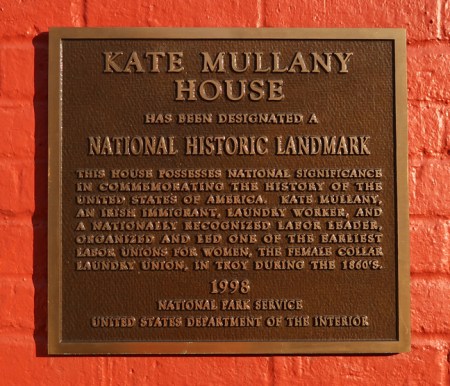 KATE MULLANY
HOUSE
HAS BEEN DESIGNATED A
NATIONAL HISTORIC LANDMARK
THIS HOUSE POSSESSES NATIONAL SIGNIFICANCE
IN COMMEMORATING THE HISTORY OF THE
UNITED STATES OF AMERICA. KATE MULLANY,
AN IRISH IMMIGRANT, LAUNDRY WORKER, AND
A NATIONALLY RECOGNIZED LABOR LEADER,
ORGANIZED AND LED ONE OF THE EARLIEST
LABOR UNIONS FOR WOMEN, THE FEMALE COLLAR
LAUNDRY UNION, IN TROY DURING THE 1860'S.
1998
NATIONAL PARK SERVICE
UNITED STATES DEPARTMENT OF THE INTERIOR